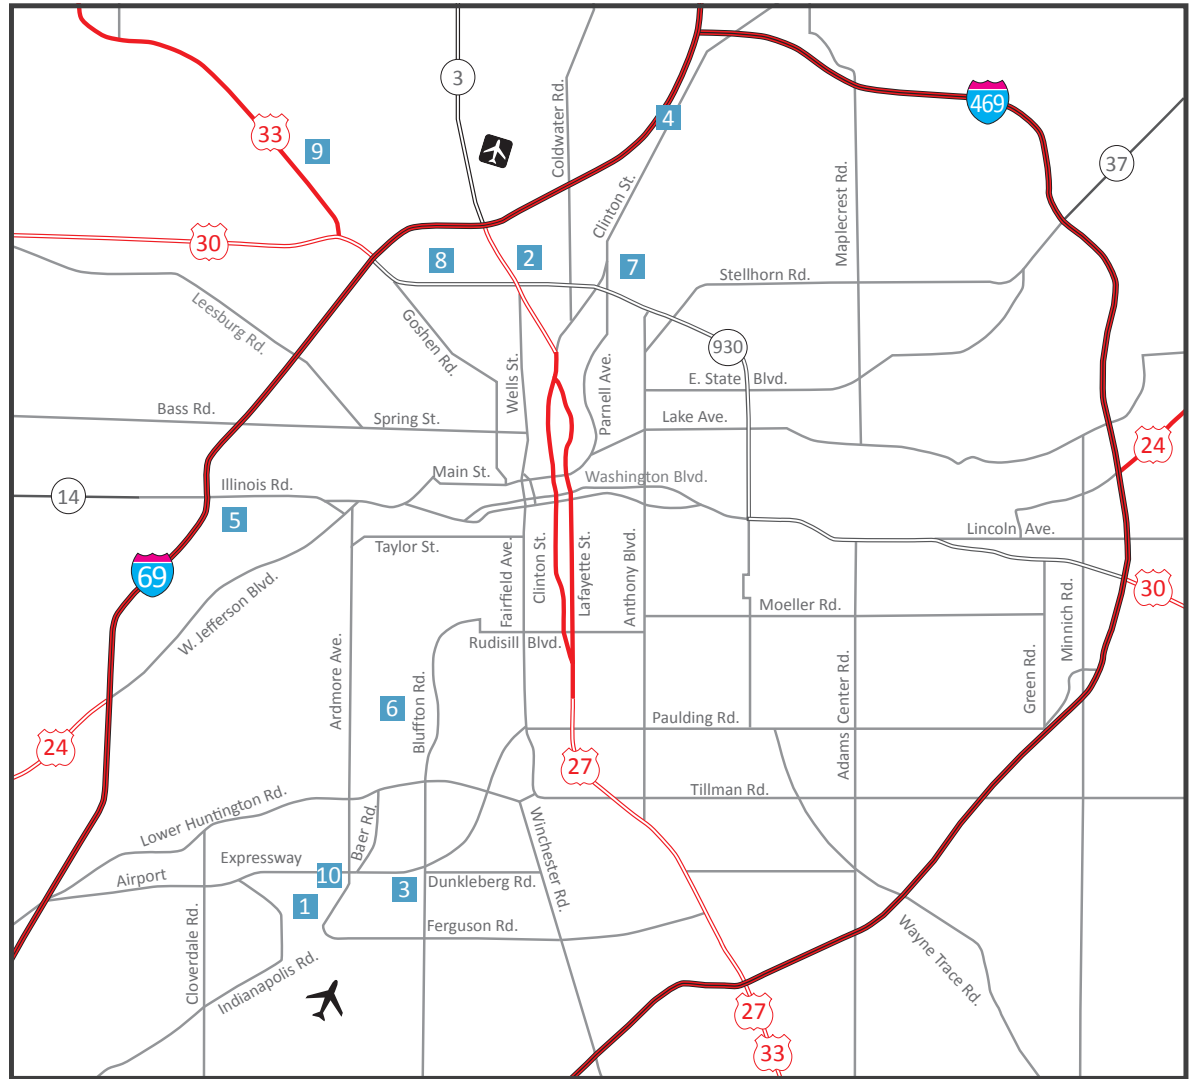 3
4
469
33
9
37
Coldwater Rd.
Clinton St.
Maplecrest Rd.
30
8
2
7
Stellhorn Rd.
Leesburg Rd.
Goshen Rd.
930
Wells St.
Parnell Ave.
E. State Blvd.
Bass Rd.
Spring St.
Lake Ave.
24
Main St.
Washington Blvd.
Illinois Rd.
14
5
Lincoln Ave.
Taylor St.
Fairfield Ave.
Clinton St.
Lafayette St.
Anthony Blvd.
69
30
W. Jefferson Blvd.
Moeller Rd.
Minnich Rd.
Rudisill Blvd.
Ardmore Ave.
Bluffton Rd.
Adams Center Rd.
Green Rd.
6
Paulding Rd.
24
27
Tillman Rd.
Lower Huntington Rd.
Baer Rd.
Winchester Rd.
Expressway
Airport
10
3
Dunkleberg Rd.
1
Ferguson Rd.
Cloverdale Rd.
Indianapolis Rd.
Wayne Trace Rd.
27
33